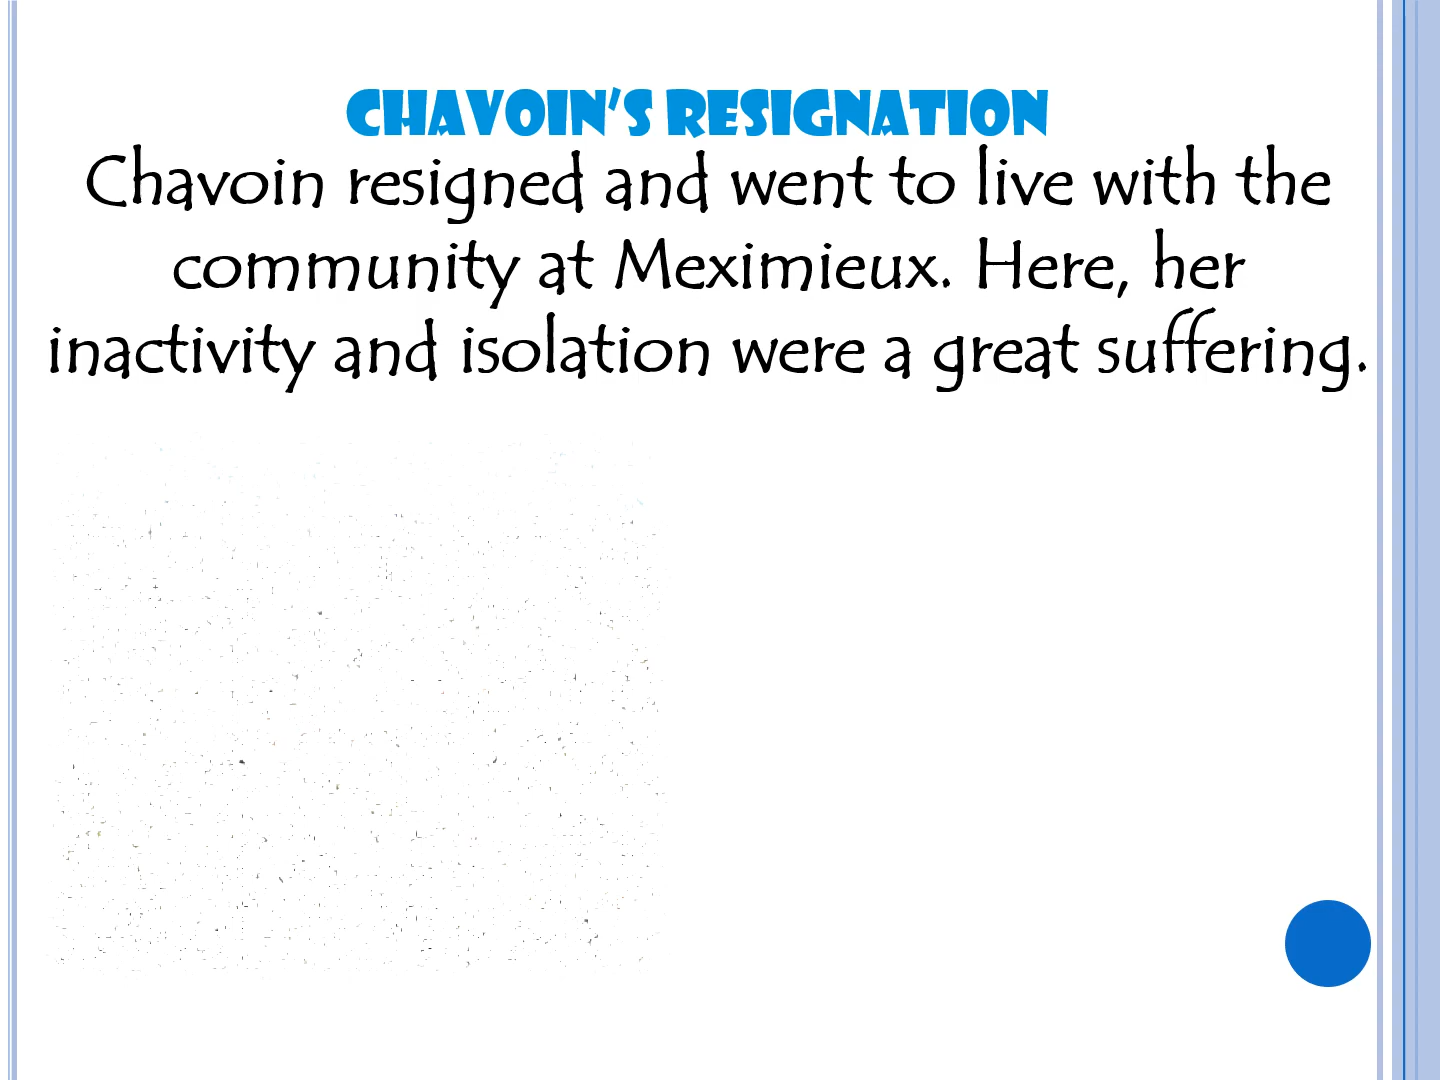 CHAVOIN'S RESIGNATION
Chavoin resigned and went to live with the
community at Meximieux. Here, her
inactivity and isolation were a great suffering.